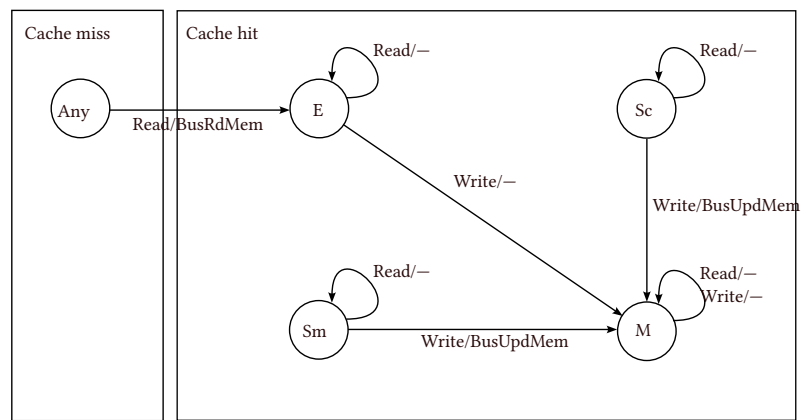 Cache miss
Cache hit
Read/—
Read/—
Any
E
Sc
Read/BusRdMem
Write/—
Write/BusUpdMem
Read/—
Read/—
Write/—
Sm
M
Write/BusUpdMem